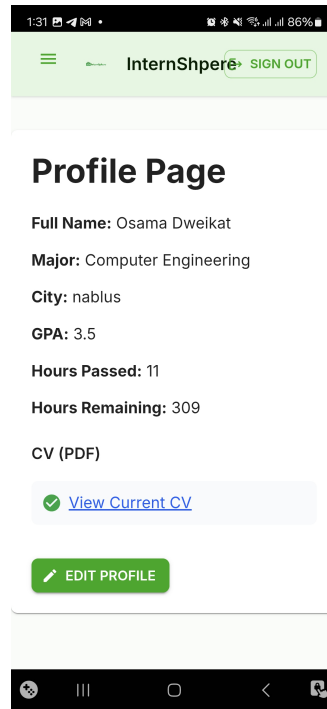 1:31
86%
InternShpere
SIGN OUT
Profile Page
Full Name: Osama Dweikat
Major: Computer Engineering
City: nablus
GPA: 3.5
Hours Passed: 11
Hours Remaining: 309
CV (PDF)
View Current CV
EDIT PROFILE